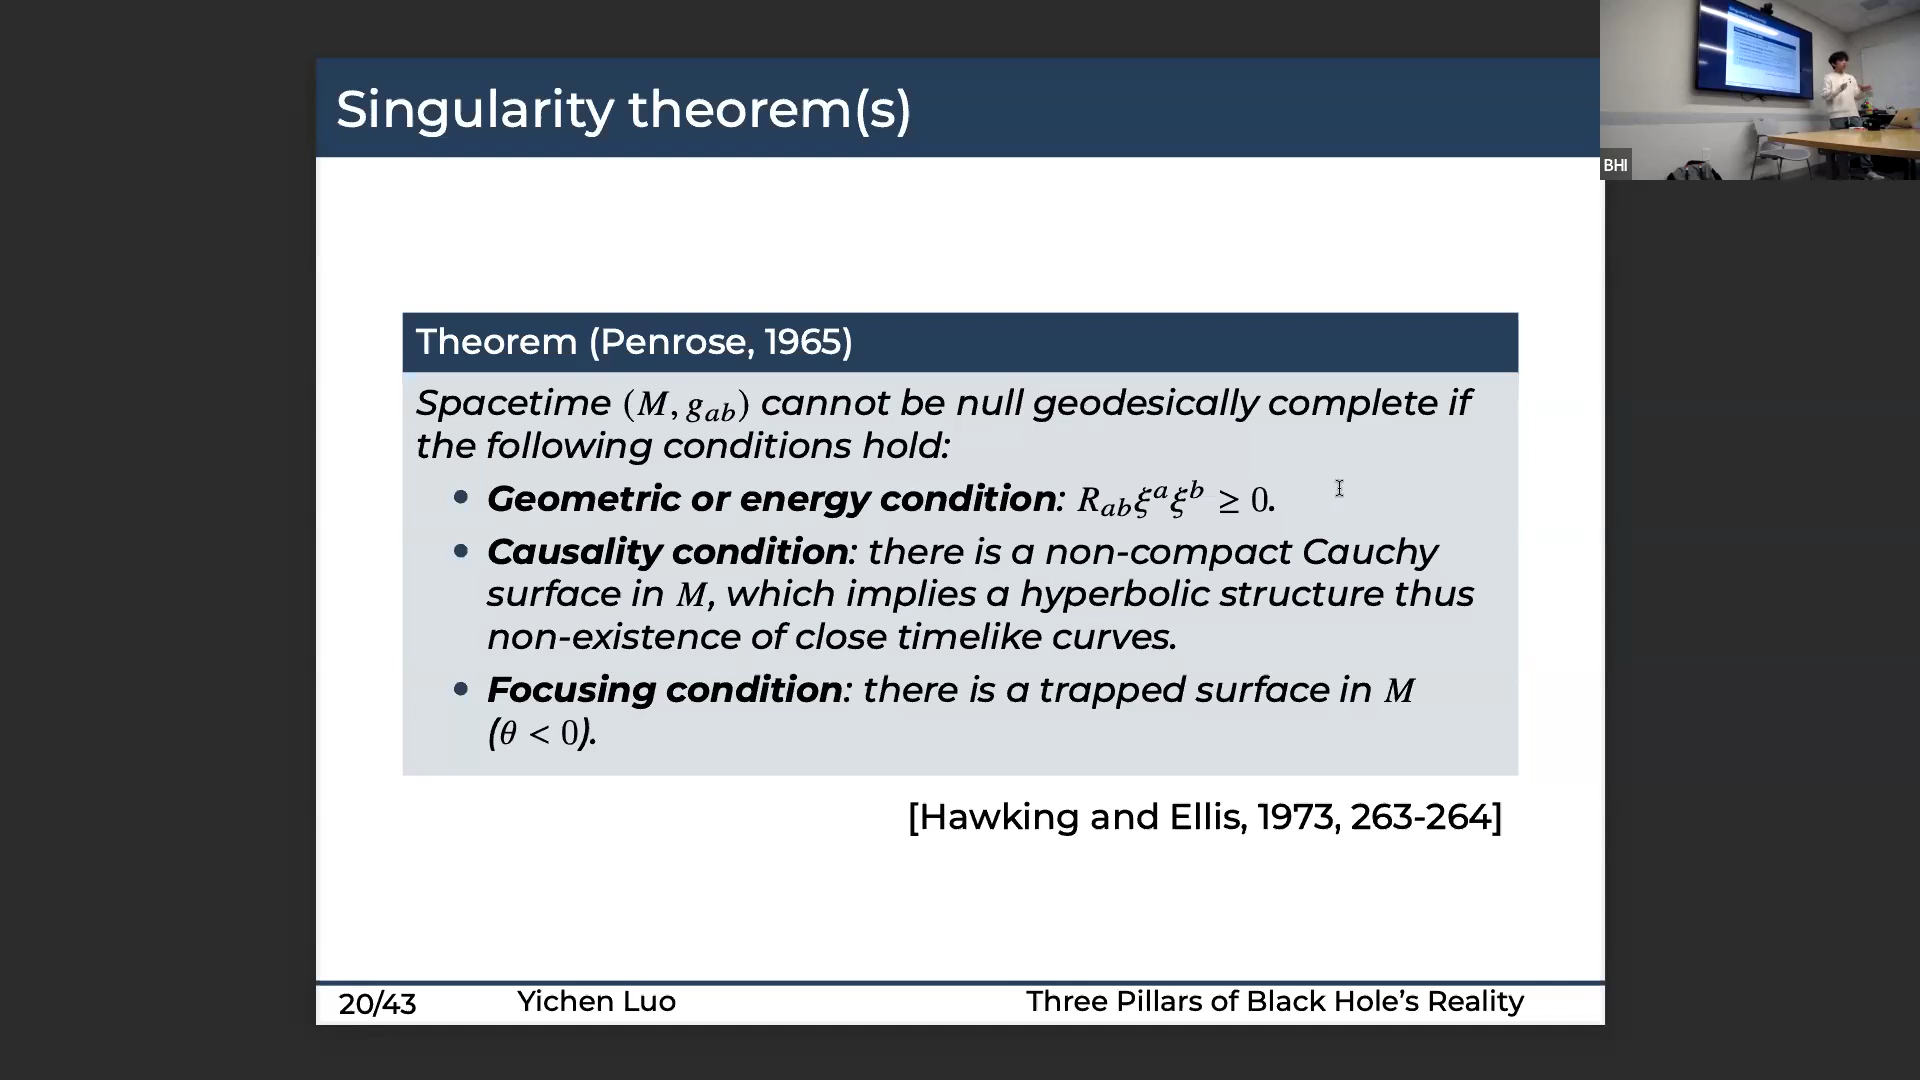 Singularity theorem(s)
BHI
Theorem (Penrose, 1965)
Spacetime (M, g_ab) cannot be null geodesically complete if
the following conditions hold:
• Geometric or energy condition: R_abξ^aξ^b ≥ 0.
• Causality condition: there is a non-compact Cauchy
surface in M, which implies a hyperbolic structure thus
non-existence of close timelike curves.
• Focusing condition: there is a trapped surface in M
(θ < 0).
[Hawking and Ellis, 1973, 263-264]
20/43 Yichen Luo Three Pillars of Black Hole’s Reality